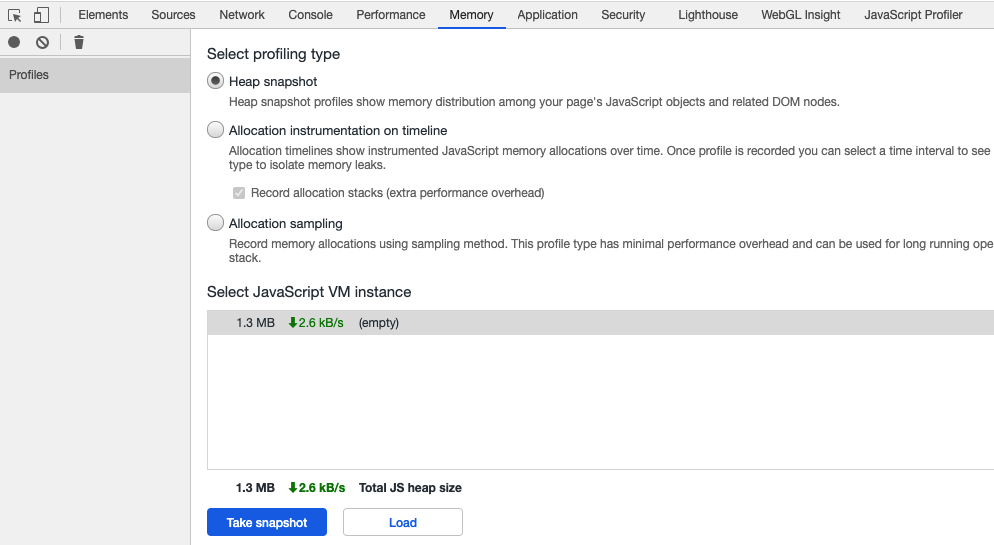 Elements Sources Network Console Performance Memory Application Security Lighthouse WebGL Insight JavaScript Profiler
Profiles
Select profiling type
Heap snapshot
Heap snapshot profiles show memory distribution among your page's JavaScript objects and related DOM nodes.
Allocation instrumentation on timeline
Allocation timelines show instrumented JavaScript memory allocations over time. Once profile is recorded you can select a time interval to see
type to isolate memory leaks.
Record allocation stacks (extra performance overhead)
Allocation sampling
Record memory allocations using sampling method. This profile type has minimal performance overhead and can be used for long running ope
stack.
Select JavaScript VM instance
1.3 MB 2.6 kB/s (empty)
1.3 MB 2.6 kB/s Total JS heap size
Take snapshot Load